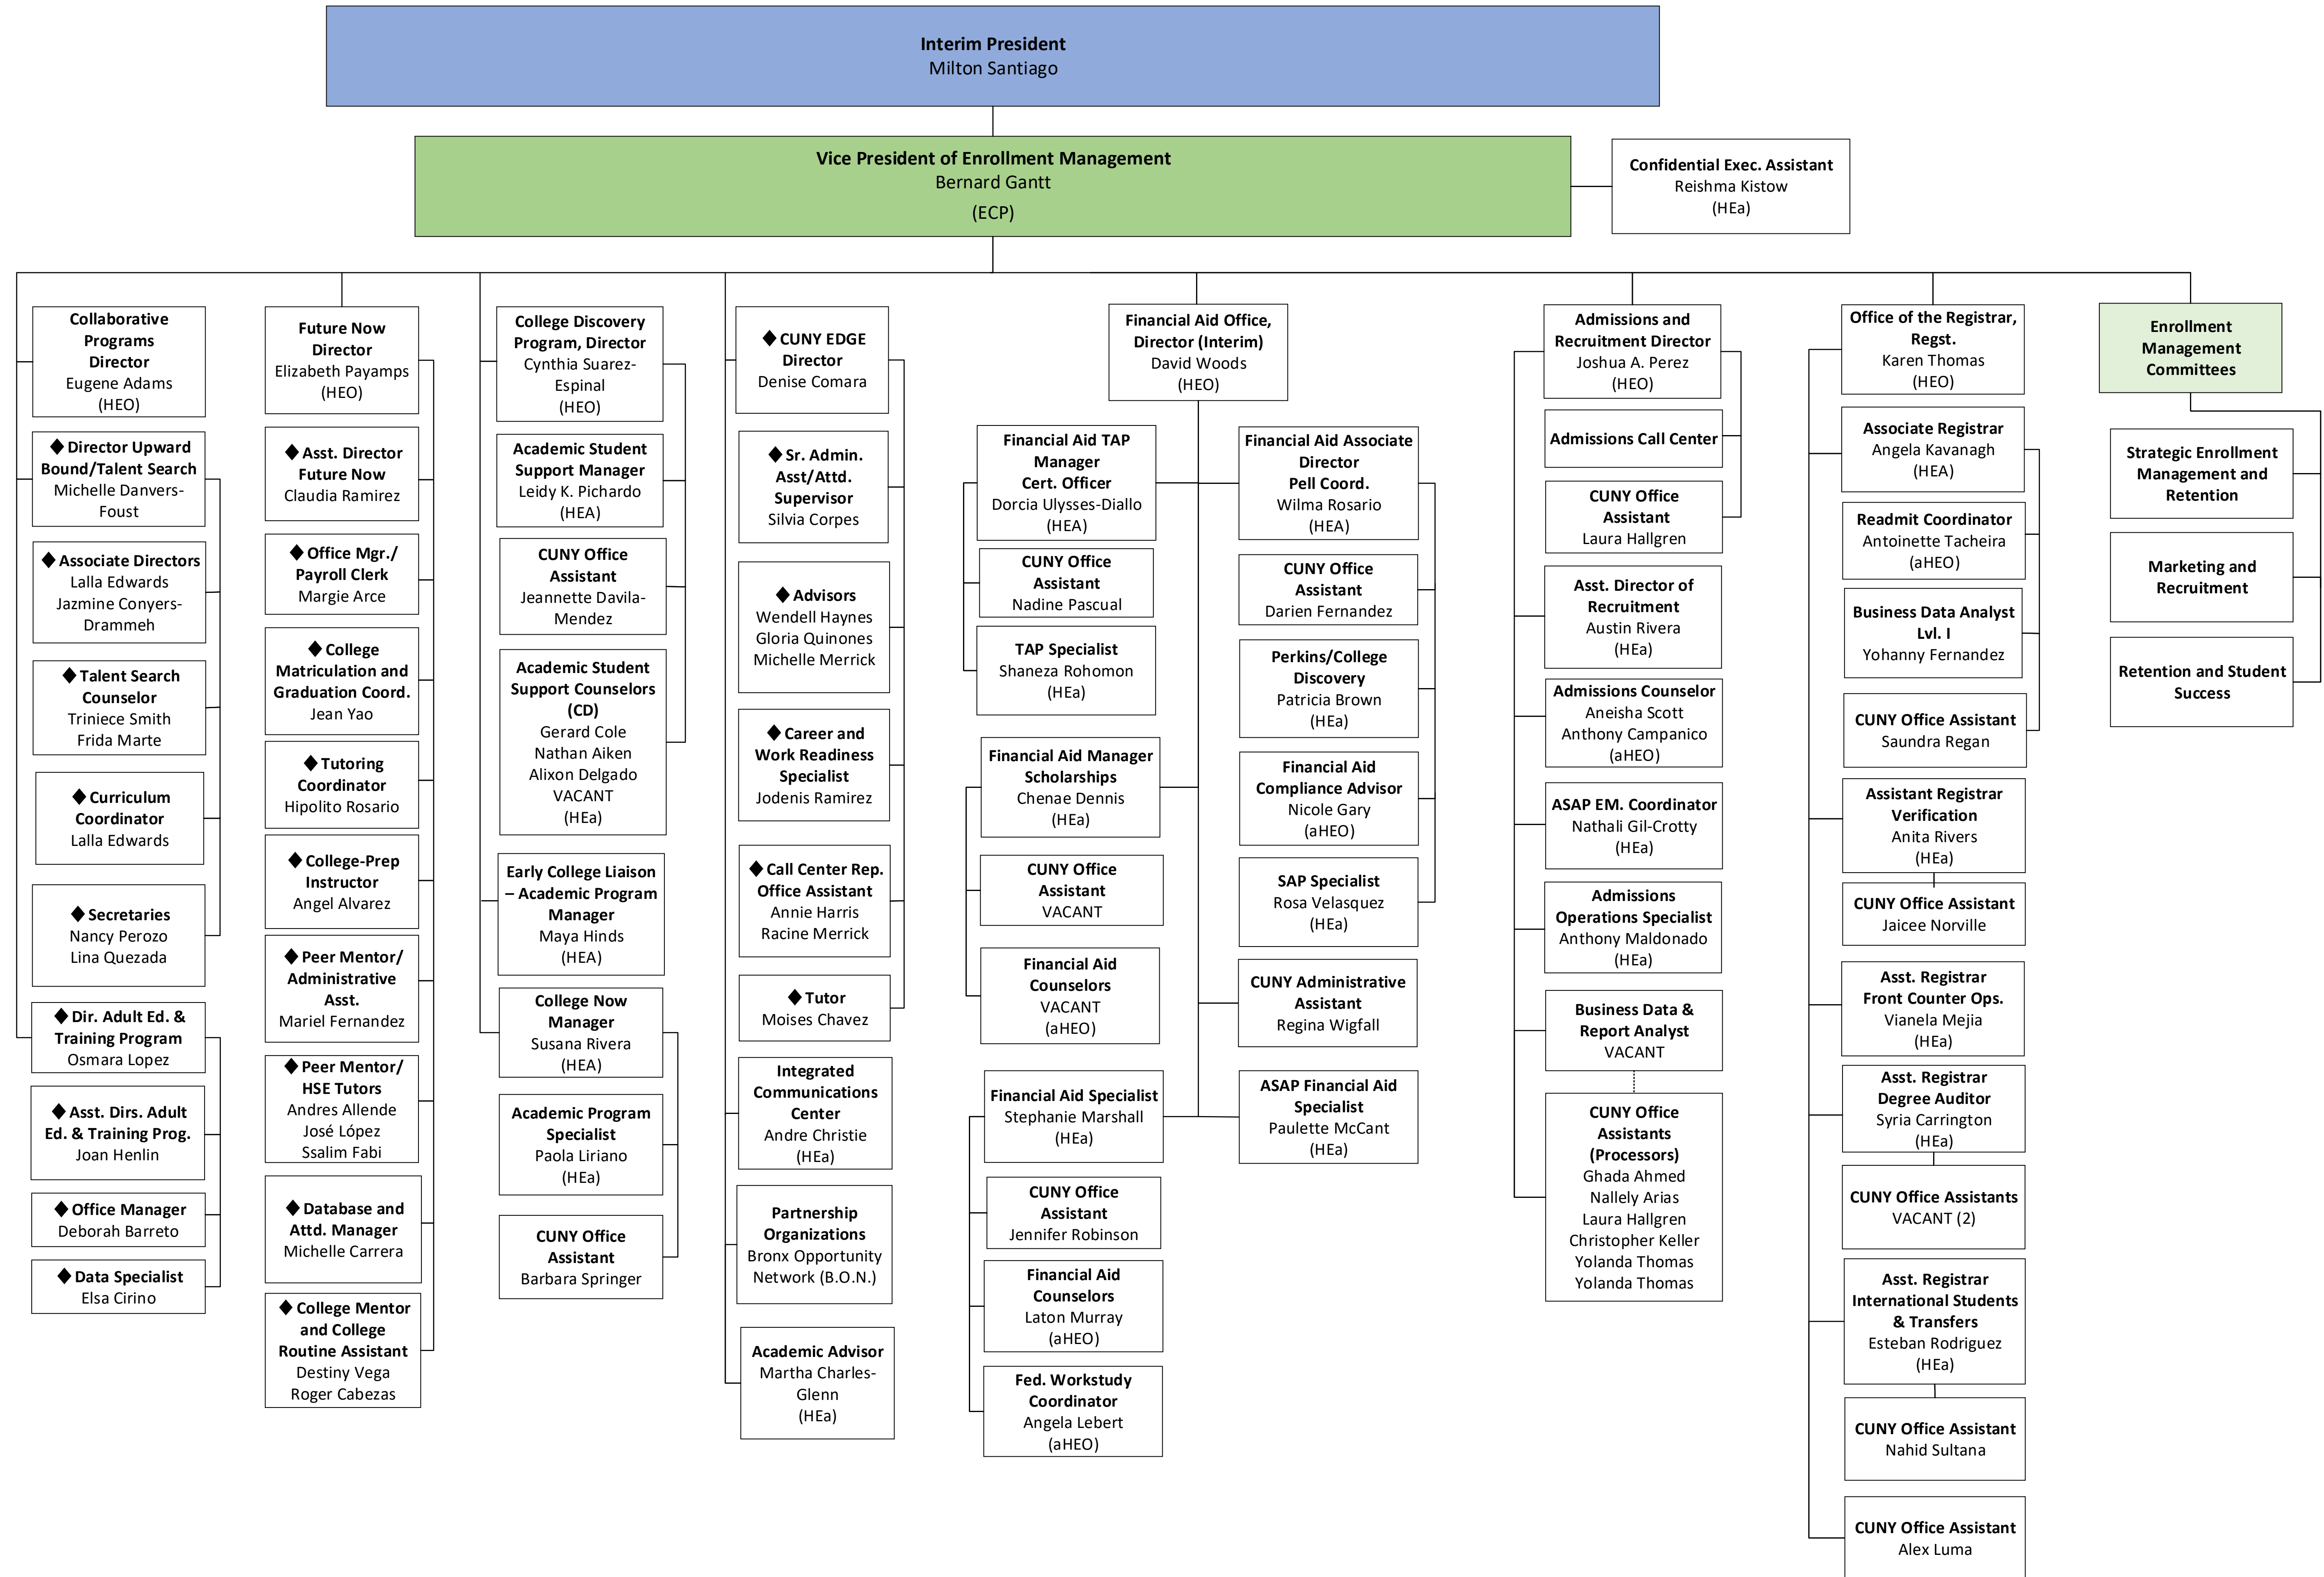 Interim President
Milton Santiago
Vice President of Enrollment Management
Bernard Gantt
(ECP)
Confidential Exec. Assistant
Reishma Kistow
(HEa)
Collaborative
Programs
Director
Eugene Adams
(HEO)
◆ Director Upward
Bound/Talent Search
Michelle Danvers-
Foust
◆ Associate Directors
Lalla Edwards
Jazmine Conyers-
Drammeh
◆ Talent Search
Counselor
Triniece Smith
Frida Marte
◆ Curriculum
Coordinator
Lalla Edwards
◆ Secretaries
Nancy Perozo
Lina Quezada
◆ Dir. Adult Ed. &
Training Program
Osmara Lopez
◆ Asst. Dirs. Adult
Ed. & Training Prog.
Joan Henlin
◆ Office Manager
Deborah Barreto
◆ Data Specialist
Elsa Cirino
Future Now
Director
Elizabeth Payamps
(HEO)
◆ Asst. Director
Future Now
Claudia Ramirez
◆ Office Mgr./
Payroll Clerk
Margie Arce
◆ College
Matriculation and
Graduation Coord.
Jean Yao
◆ Tutoring
Coordinator
Hipolito Rosario
◆ College-Prep
Instructor
Angel Alvarez
◆ Peer Mentor/
Administrative
Asst.
Mariel Fernandez
◆ Peer Mentor/
HSE Tutors
Andres Allende
José López
Ssalim Fabi
◆ Database and
Attd. Manager
Michelle Carrera
◆ College Mentor
and College
Routine Assistant
Destiny Vega
Roger Cabezas
College Discovery
Program, Director
Cynthia Suarez-
Espinal
(HEO)
Academic Student
Support Manager
Leidy K. Pichardo
(HEA)
CUNY Office
Assistant
Jeannette Davila-
Mendez
Academic Student
Support Counselors
(CD)
Gerard Cole
Nathan Aiken
Alixon Delgado
VACANT
(HEa)
Early College Liaison
– Academic Program
Manager
Maya Hinds
(HEA)
College Now
Manager
Susana Rivera
(HEA)
Academic Program
Specialist
Paola Liriano
(HEa)
CUNY Office
Assistant
Barbara Springer
◆ CUNY EDGE
Director
Denise Comara
◆ Sr. Admin.
Asst/Attd.
Supervisor
Silvia Corpes
◆ Advisors
Wendell Haynes
Gloria Quinones
Michelle Merrick
◆ Career and
Work Readiness
Specialist
Jodenis Ramirez
◆ Call Center Rep.
Office Assistant
Annie Harris
Racine Merrick
◆ Tutor
Moises Chavez
Integrated
Communications
Center
Andre Christie
(HEa)
Partnership
Organizations
Bronx Opportunity
Network (B.O.N.)
Academic Advisor
Martha Charles-
Glenn
(HEa)
Financial Aid Office,
Director (Interim)
David Woods
(HEO)
Financial Aid TAP
Manager
Cert. Officer
Dorcia Ulysses-Diallo
(HEA)
CUNY Office
Assistant
Nadine Pascual
TAP Specialist
Shaneza Rohomon
(HEa)
Financial Aid Manager
Scholarships
Chenae Dennis
(HEa)
CUNY Office
Assistant
VACANT
Financial Aid
Counselors
VACANT
(aHEO)
Financial Aid Specialist
Stephanie Marshall
(HEa)
CUNY Office
Assistant
Jennifer Robinson
Financial Aid
Counselors
Laton Murray
(aHEO)
Fed. Workstudy
Coordinator
Angela Lebert
(aHEO)
Financial Aid Associate
Director
Pell Coord.
Wilma Rosario
(HEA)
CUNY Office
Assistant
Darien Fernandez
Perkins/College
Discovery
Patricia Brown
(HEa)
Financial Aid
Compliance Advisor
Nicole Gary
(aHEO)
SAP Specialist
Rosa Velasquez
(HEa)
CUNY Administrative
Assistant
Regina Wigfall
ASAP Financial Aid
Specialist
Paulette McCant
(HEa)
Admissions and
Recruitment Director
Joshua A. Perez
(HEO)
Admissions Call Center
CUNY Office
Assistant
Laura Hallgren
Asst. Director of
Recruitment
Austin Rivera
(HEa)
Admissions Counselor
Aneisha Scott
Anthony Campanico
(aHEO)
ASAP EM. Coordinator
Nathali Gil-Crotty
(HEa)
Admissions
Operations Specialist
Anthony Maldonado
(HEa)
Business Data &
Report Analyst
VACANT
CUNY Office
Assistants
(Processors)
Ghada Ahmed
Nallely Arias
Laura Hallgren
Christopher Keller
Yolanda Thomas
Yolanda Thomas
Office of the Registrar,
Regst.
Karen Thomas
(HEO)
Associate Registrar
Angela Kavanagh
(HEA)
Readmit Coordinator
Antoinette Tacheira
(aHEO)
Business Data Analyst
Lvl. I
Yohanny Fernandez
CUNY Office Assistant
Saundra Regan
Assistant Registrar
Verification
Anita Rivers
(HEa)
CUNY Office Assistant
Jaicee Norville
Asst. Registrar
Front Counter Ops.
Vianela Mejia
(HEa)
Asst. Registrar
Degree Auditor
Syria Carrington
(HEa)
CUNY Office Assistants
VACANT (2)
Asst. Registrar
International Students
& Transfers
Esteban Rodriguez
(HEa)
CUNY Office Assistant
Nahid Sultana
CUNY Office Assistant
Alex Luma
Enrollment
Management
Committees
Strategic Enrollment
Management and
Retention
Marketing and
Recruitment
Retention and Student
Success